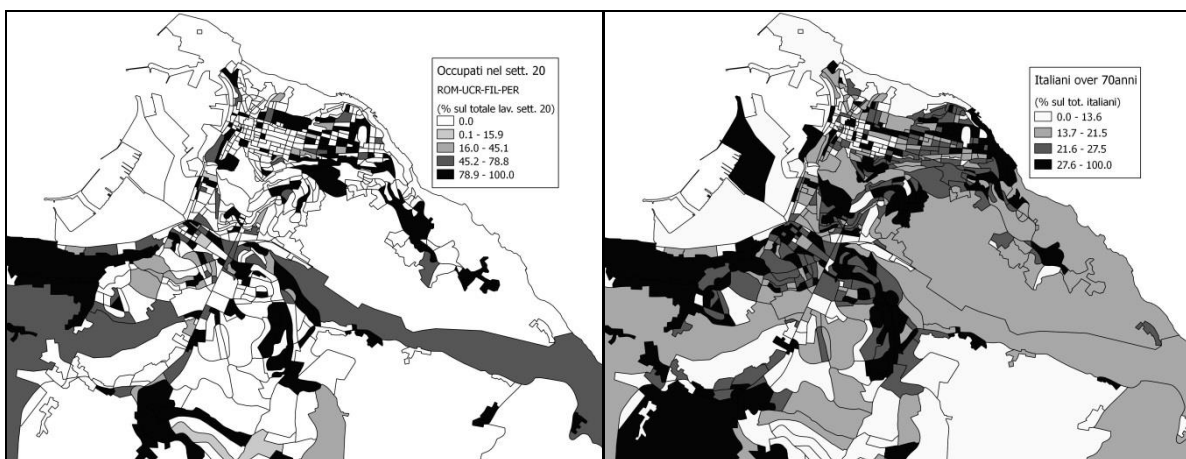 Occupati nel sett. 20
ROM-UCR-FIL-PER
(% sul totale lav. sett. 20)
0.0
0.1 - 15.9
16.0 - 45.1
45.2 - 78.8
78.9 - 100.0
Italiani over 70anni
(% sul tot. italiani)
0.0 - 13.6
13.7 - 21.5
21.6 - 27.5
27.6 - 100.0